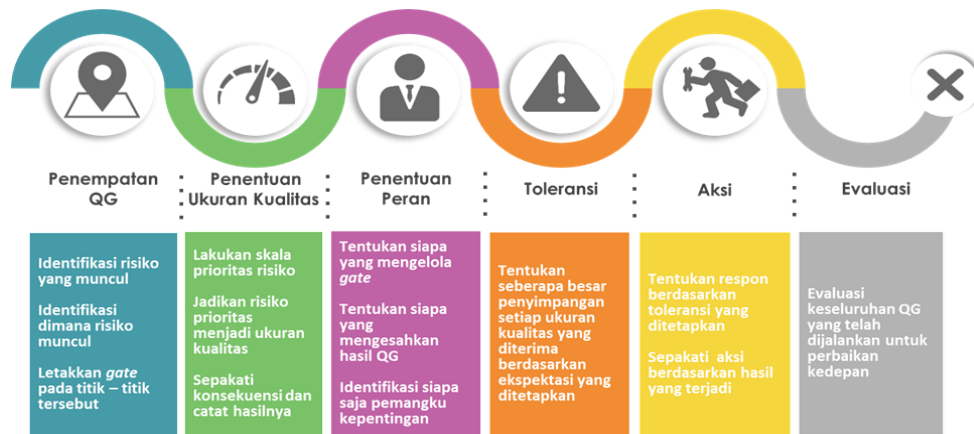 Penempatan
QG
Penentuan
Ukuran Kualitas
Penentuan
Peran
Toleransi
Aksi
Evaluasi
Identifikasi risiko
yang muncul
Identifikasi
dimana risiko
muncul
Letakkan gate
pada titik – titik
tersebut
Lakukan skala
prioritas risiko
Jadikan risiko
prioritas
menjadi ukuran
kualitas
Sepakati
konsekuensi dan
catat hasilnya
Tentukan siapa
yang mengelola
gate
Tentukan siapa
yang
mengesahkan
hasil QG
Identifikasi siapa
saja pemangku
kepentingan
Tentukan
seberapa besar
penyimpangan
setiap ukuran
kualitas yang
diterima
berdasarkan
ekspektasi yang
ditetapkan
Tentukan respon
berdasarkan
toleransi yang
ditetapkan
Sepakati aksi
berdasarkan hasil
yang terjadi
Evaluasi
keseluruhan QG
yang telah
dijalankan untuk
perbaikan
kedepan